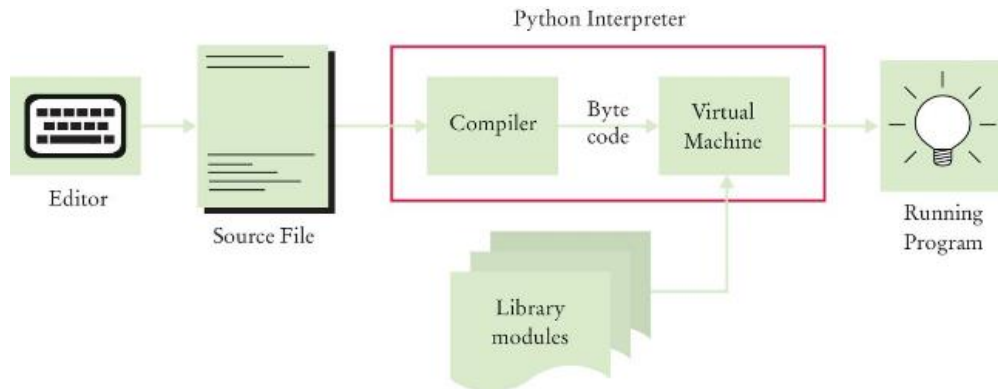 Python Interpreter
Editor
Source File
Compiler
Byte
code
Virtual
Machine
Library
modules
Running
Program